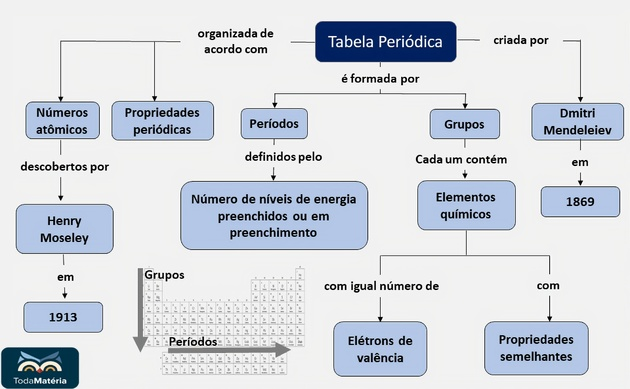 Tabela Periódica
organizada de
acordo com
criada por
é formada por
Números
atômicos
Propriedades
periódicas
Períodos
Grupos
Dmitri
Mendeleiev
descobertos por
definidos pelo
Cada um contém
em
Henry
Moseley
Número de níveis de energia
preenchidos ou em
preenchimento
Elementos
químicos
1869
em
1913
Grupos
Períodos
com igual número de
com
Elétrons de
valência
Propriedades
semelhantes
TodaMatéria